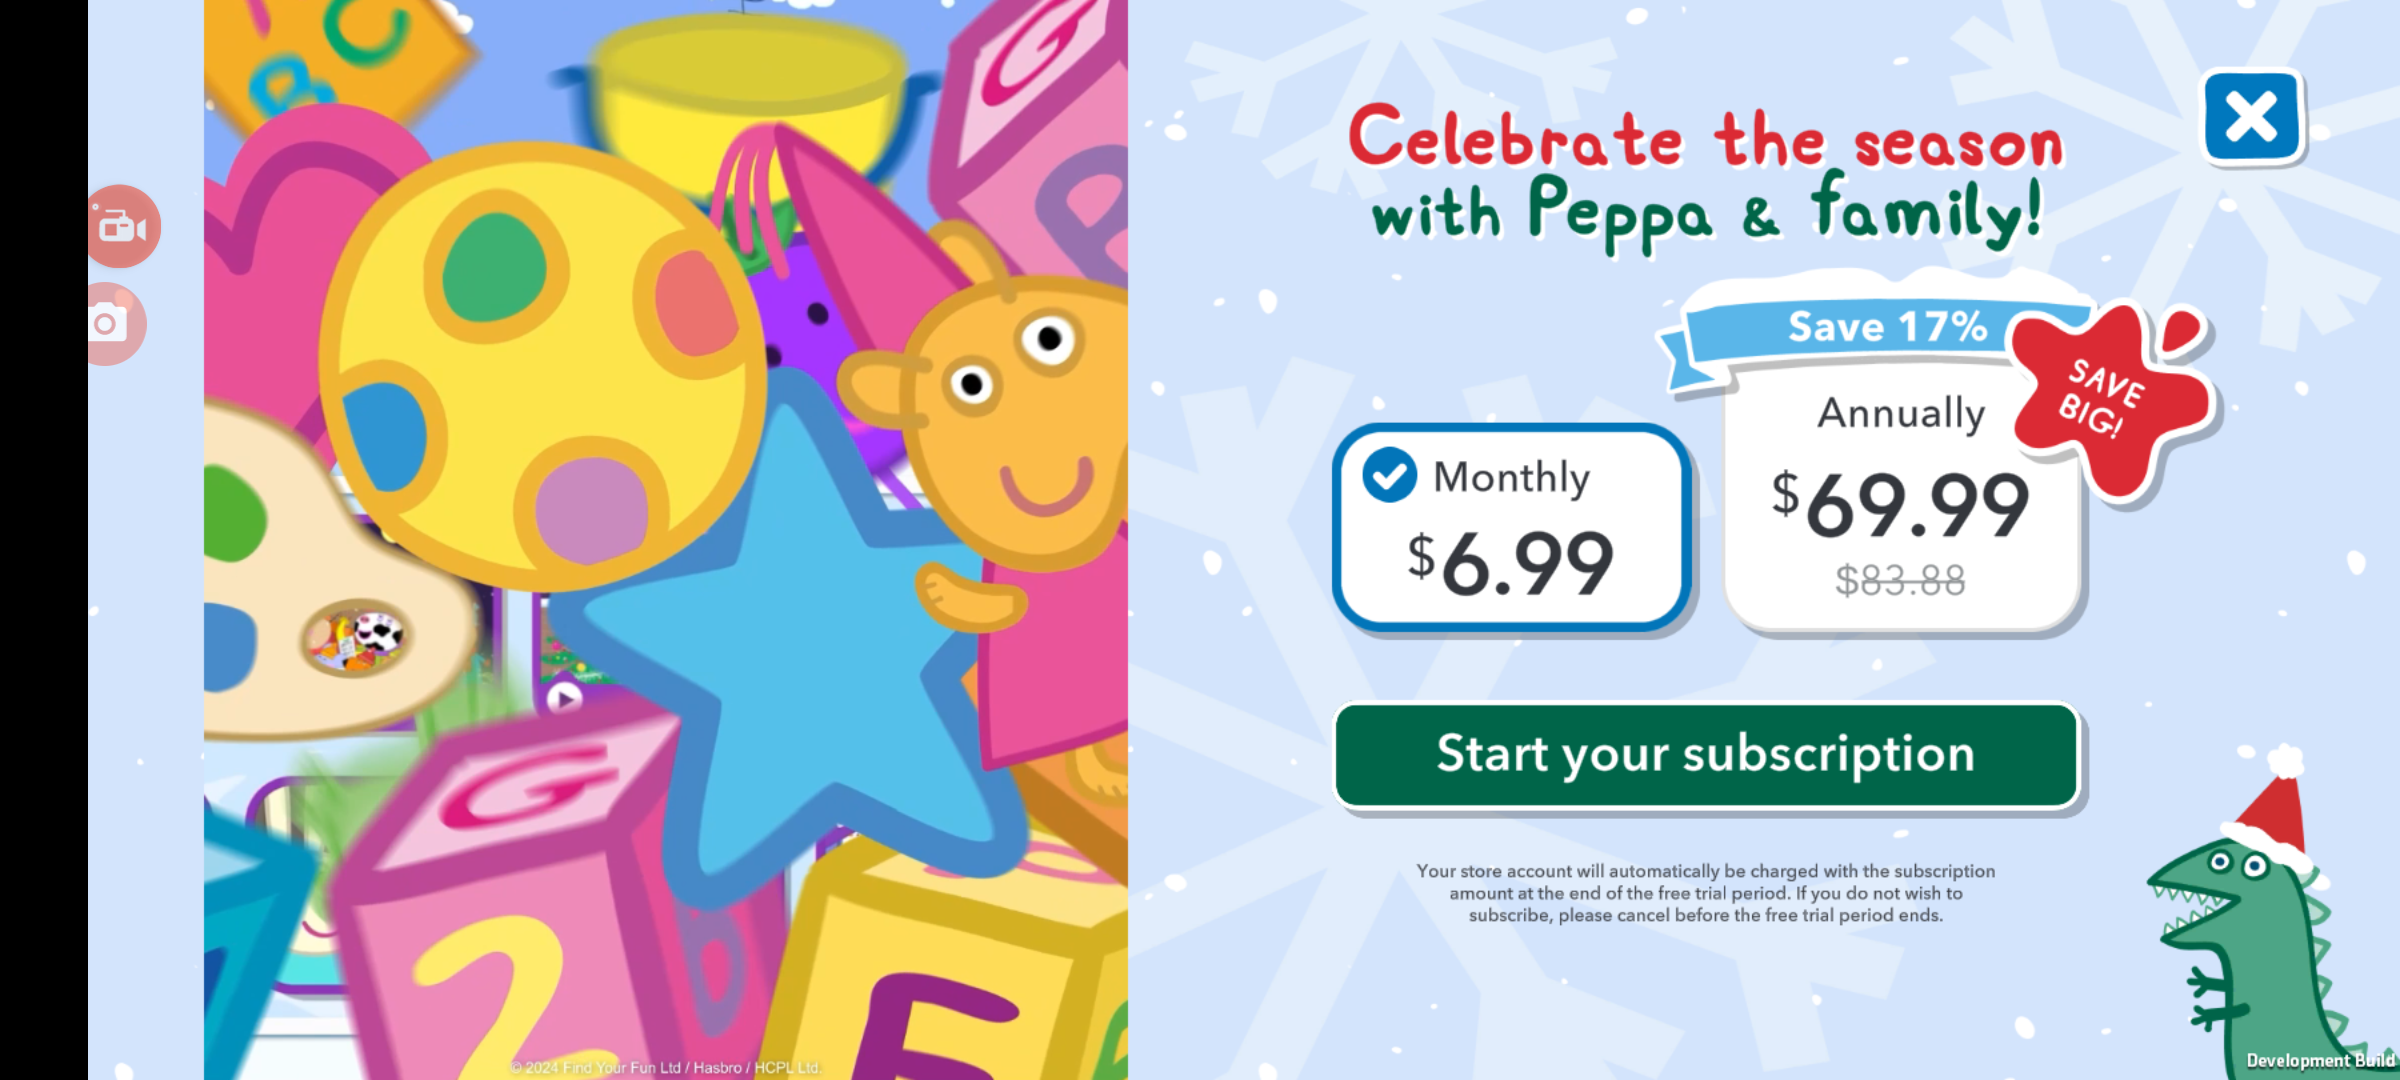 B C
G
P
G
2
B
E
© 2024 Find Your Fun Ltd / Hasbro / HCPL Ltd.
Celebrate the season
with Peppa & family!
Save 17%
SAVE
BIG!
Monthly
$6.99
Annually
$69.99
$83.88
Start your subscription
Your store account will automatically be charged with the subscription
amount at the end of the free trial period. If you do not wish to
subscribe, please cancel before the free trial period ends.
Development Build